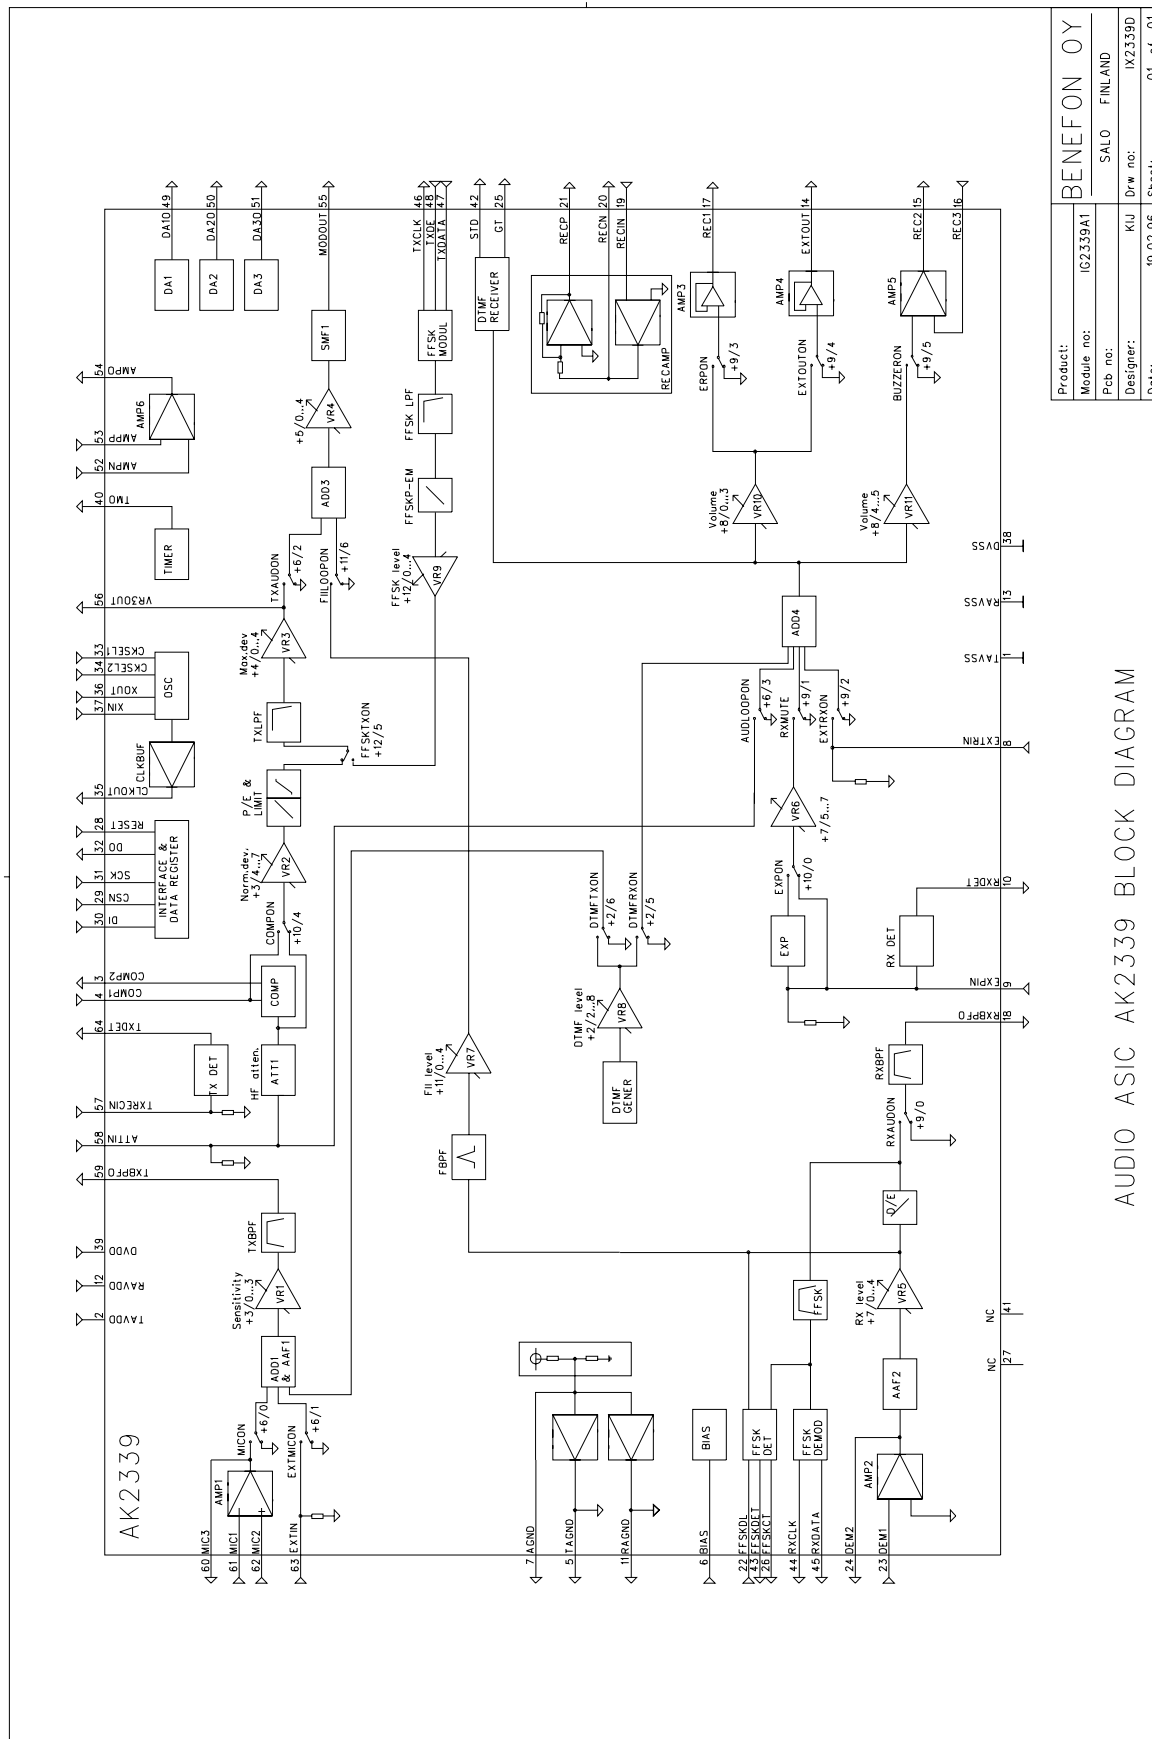 AK2339
TAVDD 2
RAVDD 12
DVDD 39
TXBPFO 59
ATTIN 58
TXRECIN 57
TXDET 64
COMP1 4
COMP2 3
DI 30
CSN 29
SCK 31
DO 32
RESET 28
CLKOUT 35
XIN 37
XOUT 36
CKSEL2 34
CKSEL1 33
VR3OUT 56
TMO 40
AMPN 52
AMPP 53
AMPO 54
TX DET
INTERFACE &
DATA REGISTER
CLKBUF
OSC
TIMER
AMP6
DA1
DA2
DA3
DA1O 49
DA2O 50
DA3O 51
60 MIC3
61 MIC1
62 MIC2
63 EXTIN
AMP1
MICON
+6/0
EXTMICON
+6/1
ADD1
& AAF1
Sensitivity
+3/0...3
VR1
TXBPF
HF atten.
ATT1
COMP
COMPON
+10/4
Norm.dev.
+3/4...7
VR2
P/E &
LIMIT
FFSKTXON
+12/5
TXLPF
Max.dev
+4/0...4
VR3
TXAUDON
+6/2
FIILOOPON
+11/6
ADD3
+5/0...4
VR4
SMF1
MODOUT 55
FBPF
FII level
+11/0...4
VR7
FFSK level
+12/0...4
VR9
FFSKP-EM
FFSK LPF
FFSK
MODUL
TXCLK 46
TXDE 48
TXDATA 47
7 AGND
5 TAGND
11 RAGND
DTMF
GENER
DTMF level
+2/2...8
VR8
DTMFTXON
+2/6
DTMFRXON
+2/5
DTMF
RECEIVER
STD 42
GT 25
RECAMP
RECP 21
RECN 20
RECIN 19
6 BIAS
BIAS
22 FFSKDL
43 FFSKDET
26 FFSKCT
FFSK
DET
44 RXCLK
45 RXDATA
FFSK
DEMOD
FFSK
24 DEM2
23 DEM1
AMP2
AAF2
RX level
+7/0...4
VR5
D/E
RXAUDON
+9/0
RXBPF
EXP
EXPON
+10/0
RX DET
VR6
+7/5...7
AUDLOOPON
+6/3
RXMUTE
+9/1
EXTRXON
+9/2
ADD4
Volume
+8/0...3
VR10
Volume
+8/4...5
VR11
ERPON
+9/3
EXTOUTON
+9/4
BUZZERON
+9/5
AMP3
AMP4
AMP5
REC1 17
EXTOUT 14
REC2 15
REC3 16
NC 27
NC 41
RXBPFO 18
EXPIN 9
RXDET 10
EXTRIN 8
TAVSS 1
RAVSS 13
DVSS 38
AUDIO ASIC AK2339 BLOCK DIAGRAM
Product:
BENEFON OY
Module no: IG2339A1
SALO FINLAND
Pcb no:
Designer: KIJ
Drw no: IX2339D